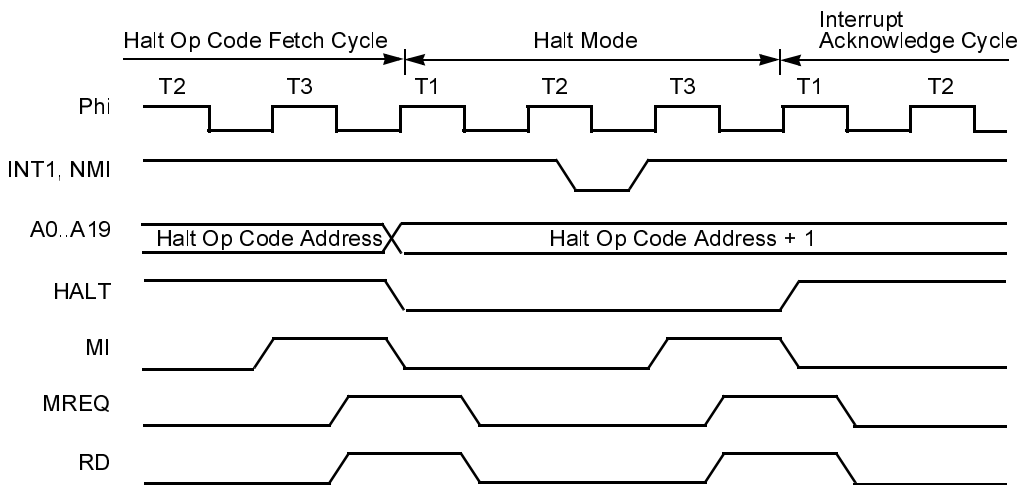 Halt Op Code Fetch Cycle
Halt Mode
Interrupt
Acknowledge Cycle
T2 T3 T1 T2 T3 T1 T2
Phi
INT1, NMI
A0..A19
Halt Op Code Address
Halt Op Code Address + 1
HALT
MI
MREQ
RD